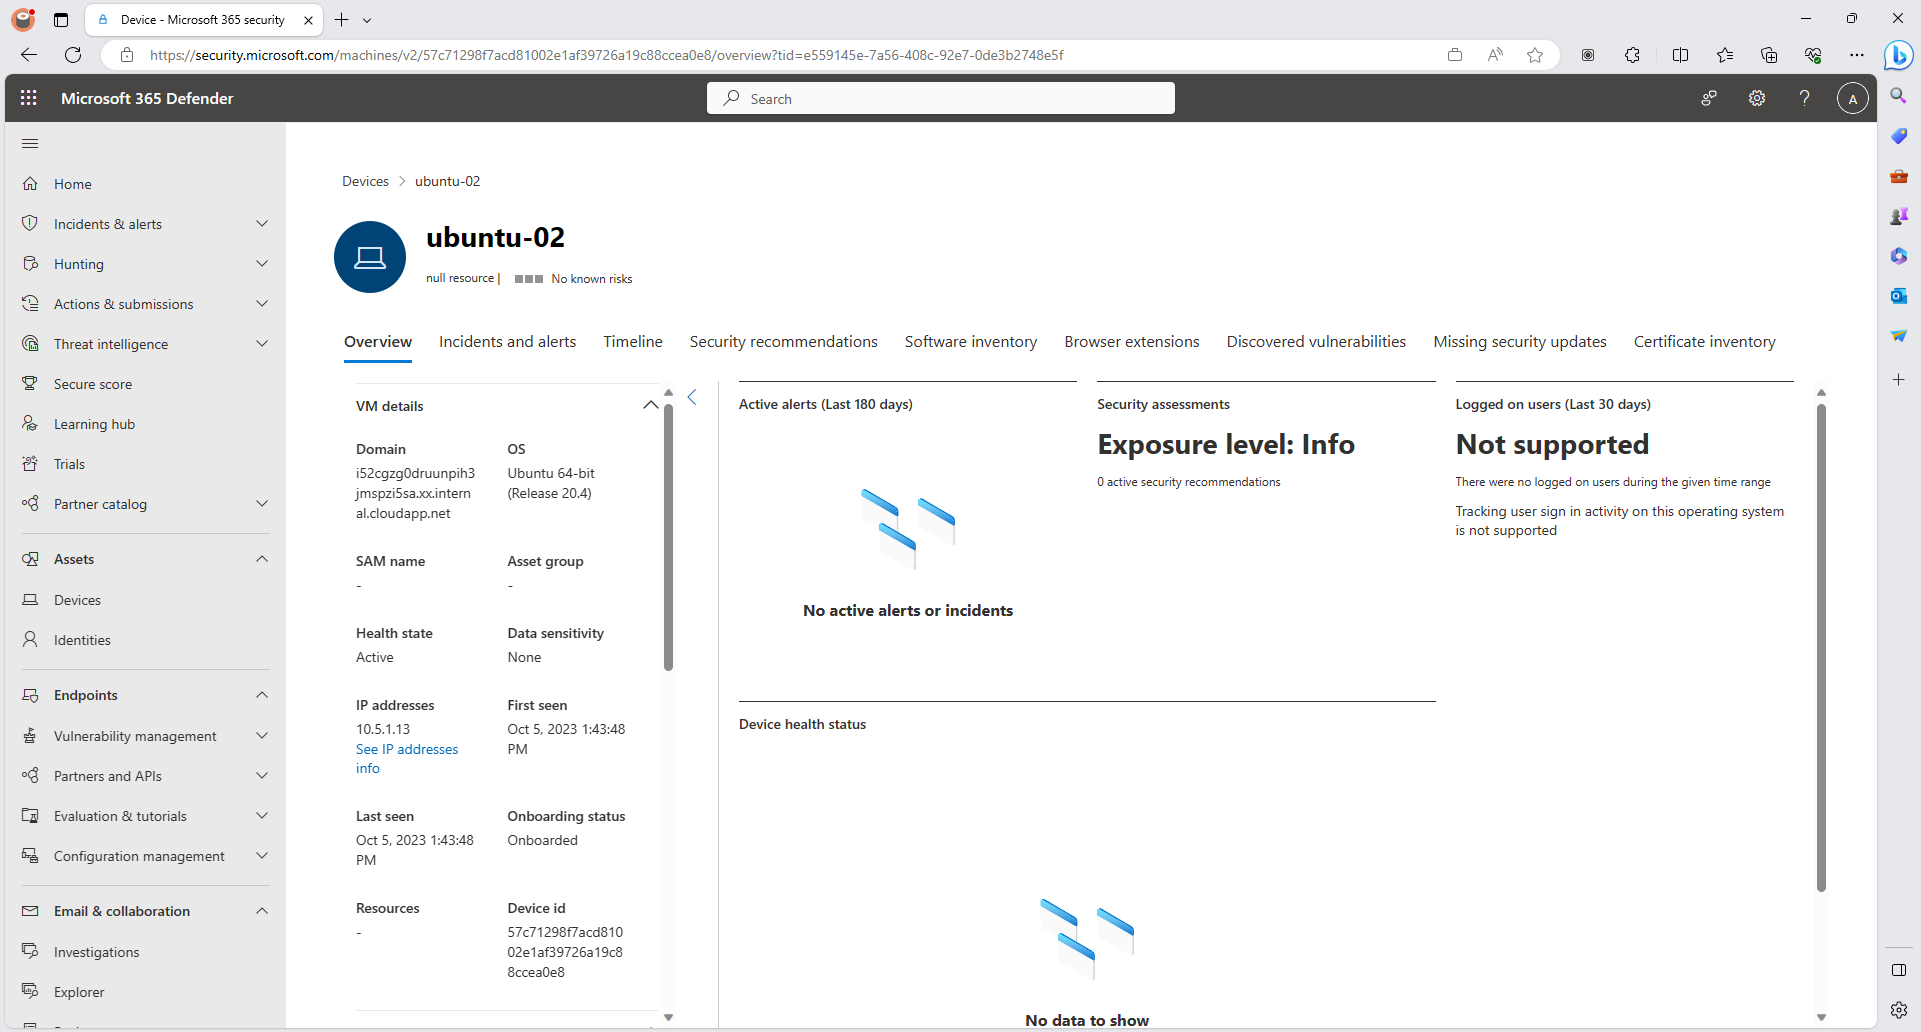 Device - Microsoft 365 security
https://security.microsoft.com/machines/v2/57c71298f7acd81002e1af39726a19c88ccea0e8/overview?tid=e559145e-7a56-408c-92e7-0de3b2748e5f
Microsoft 365 Defender
Search
A
Home
Incidents & alerts
Hunting
Actions & submissions
Threat intelligence
Secure score
Learning hub
Trials
Partner catalog
Assets
Devices
Identities
Endpoints
Vulnerability management
Partners and APIs
Evaluation & tutorials
Configuration management
Email & collaboration
Investigations
Explorer
Devices > ubuntu-02
ubuntu-02
null resource | No known risks
Overview Incidents and alerts Timeline Security recommendations Software inventory Browser extensions Discovered vulnerabilities Missing security updates Certificate inventory
VM details
Domain
i52cgzg0druunpih3
jmspzi5sa.xx.intern
al.cloudapp.net
OS
Ubuntu 64-bit
(Release 20.4)
SAM name
-
Asset group
-
Health state
Active
Data sensitivity
None
IP addresses
10.5.1.13
See IP addresses
info
First seen
Oct 5, 2023 1:43:48
PM
Last seen
Oct 5, 2023 1:43:48
PM
Onboarding status
Onboarded
Resources
-
Device id
57c71298f7acd810
02e1af39726a19c8
8ccea0e8
Active alerts (Last 180 days)
No active alerts or incidents
Security assessments
Exposure level: Info
0 active security recommendations
Logged on users (Last 30 days)
Not supported
There were no logged on users during the given time range
Tracking user sign in activity on this operating system
is not supported
Device health status
No data to show